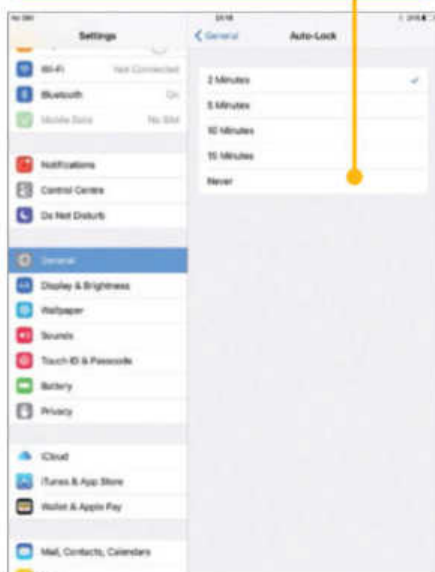 No SIM
Settings
General
Auto-Lock
Wi-Fi
Not Connected
Bluetooth
On
Mobile Data
No SIM
Notifications
Control Centre
Do Not Disturb
General
Display & Brightness
Wallpaper
Sounds
Touch ID & Passcode
Battery
Privacy
iCloud
iTunes & App Store
Wallet & Apple Pay
Mail, Contacts, Calendars
2 Minutes
5 Minutes
10 Minutes
15 Minutes
Never